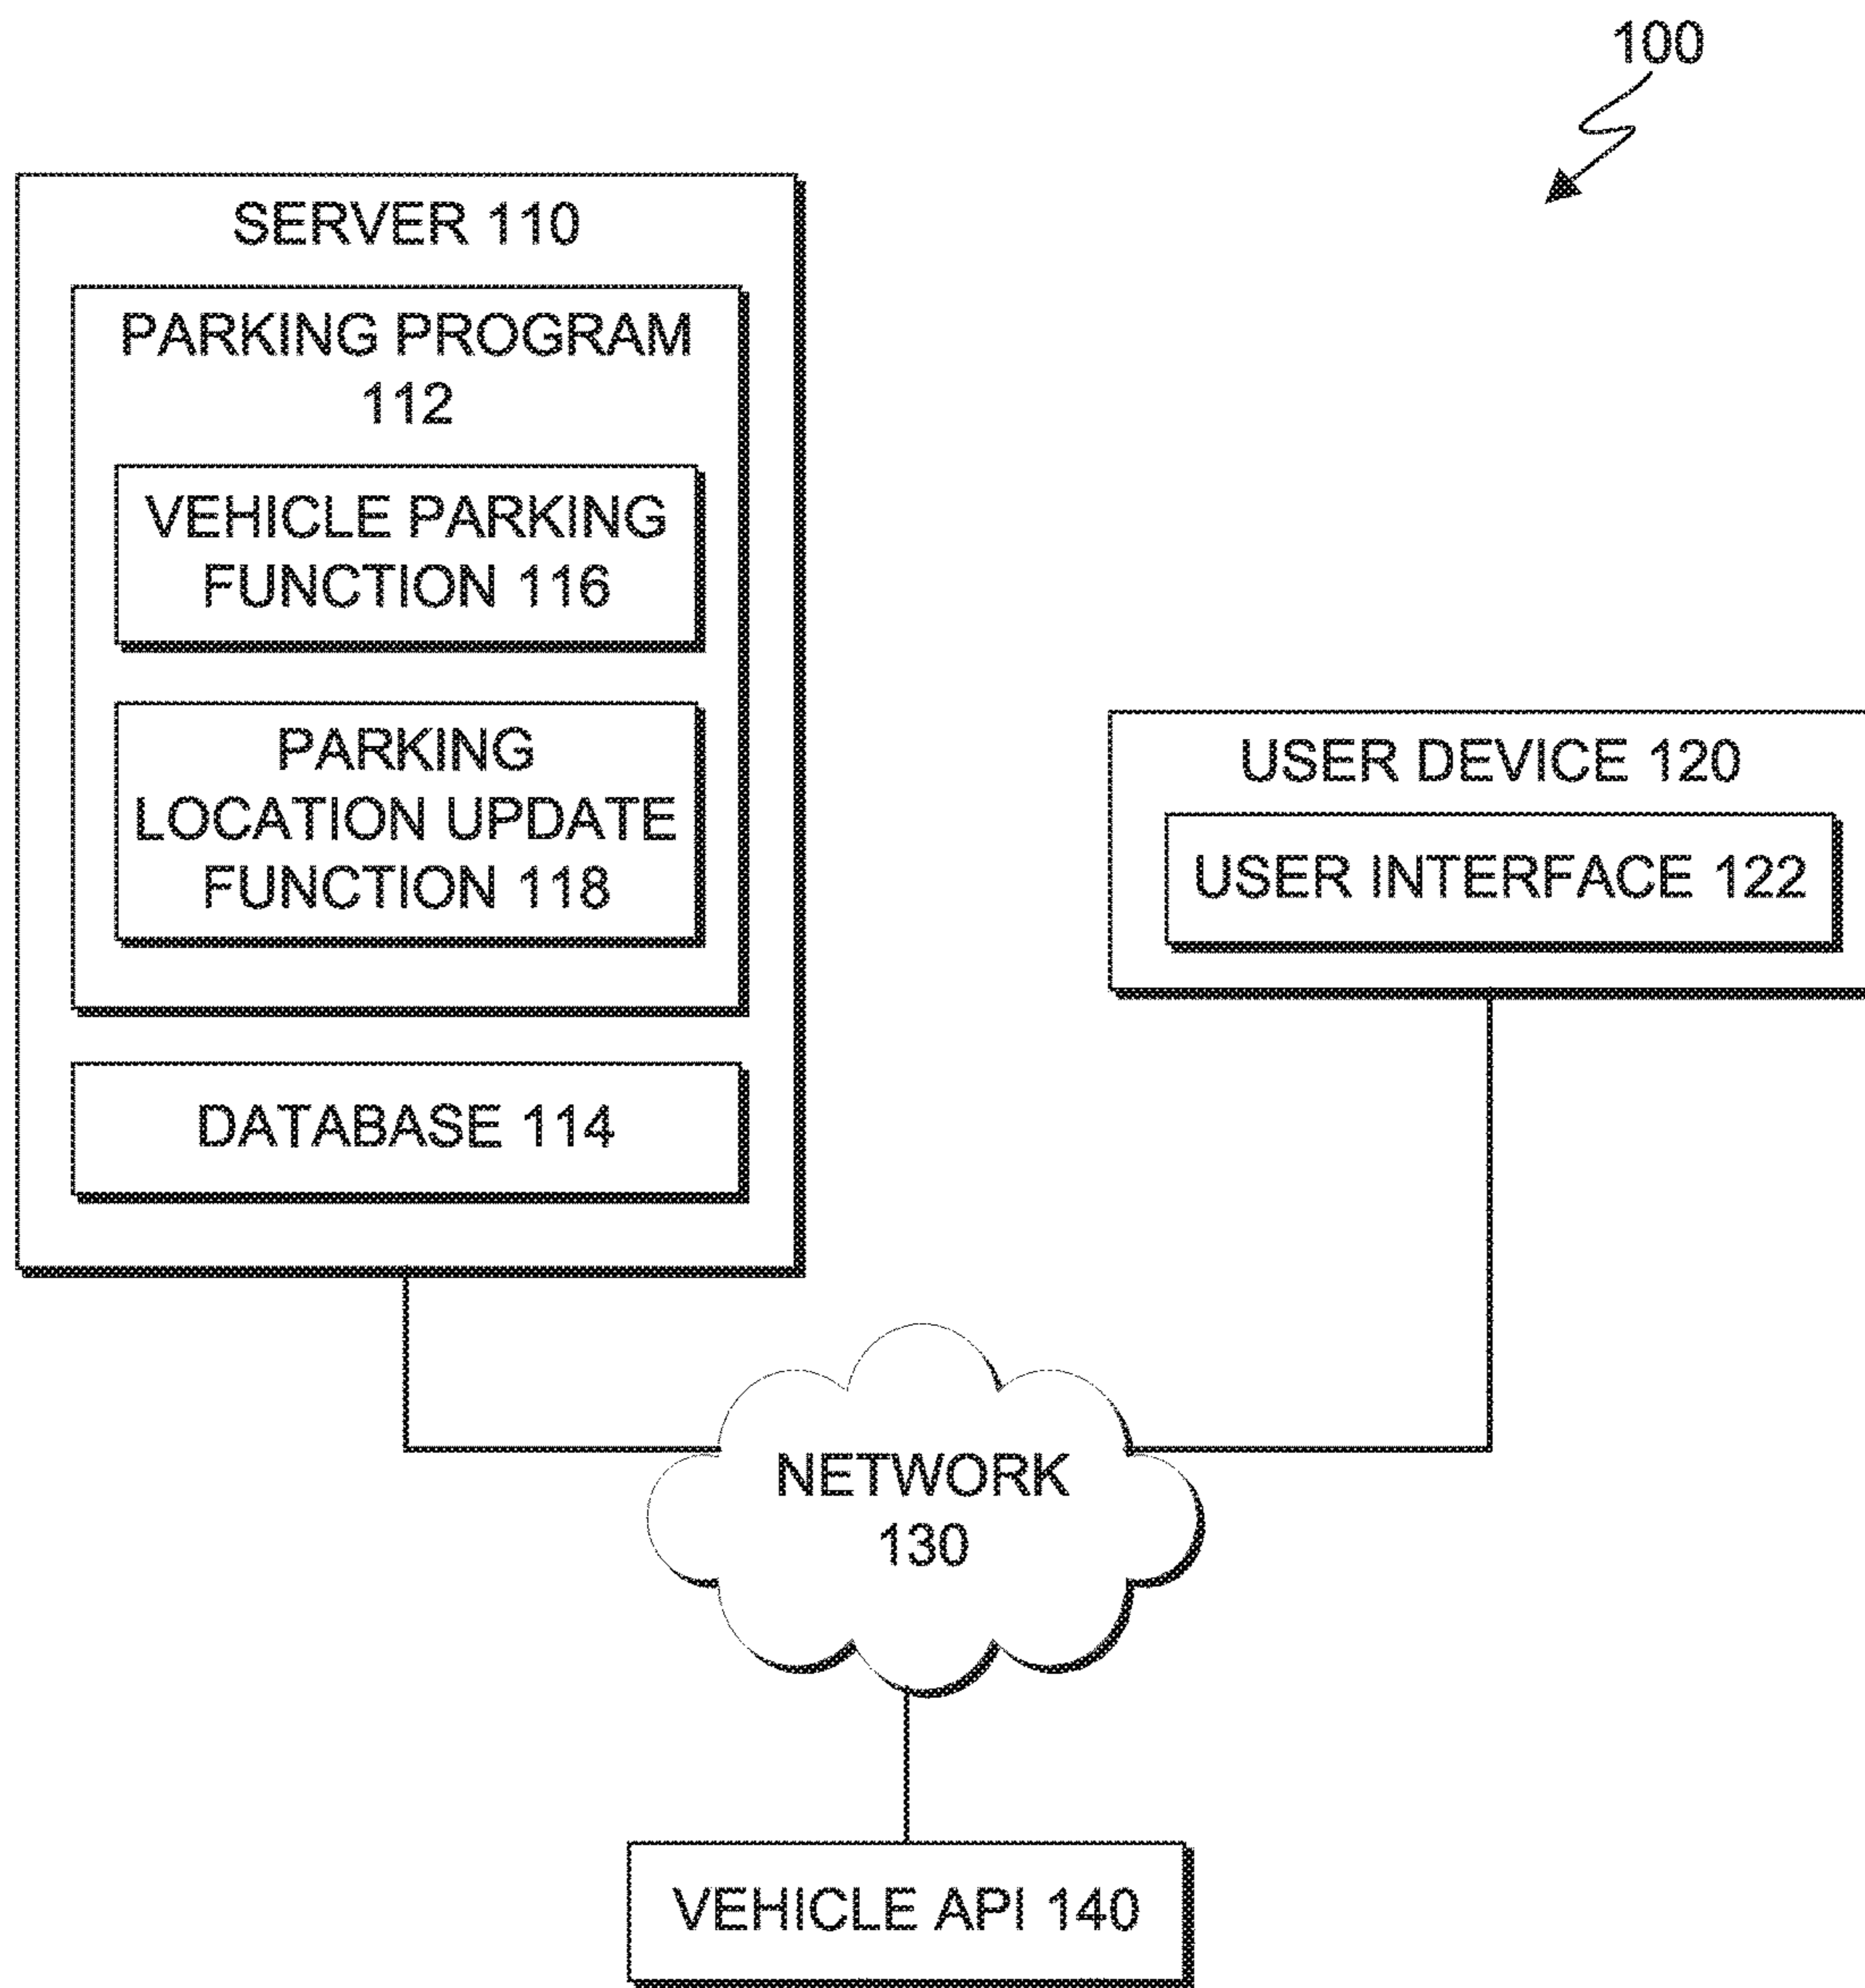 100
SERVER 110
PARKING PROGRAM
112
VEHICLE PARKING
FUNCTION 116
PARKING
LOCATION UPDATE
FUNCTION 118
DATABASE 114
USER DEVICE 120
USER INTERFACE 122
NETWORK
130
VEHICLE API 140